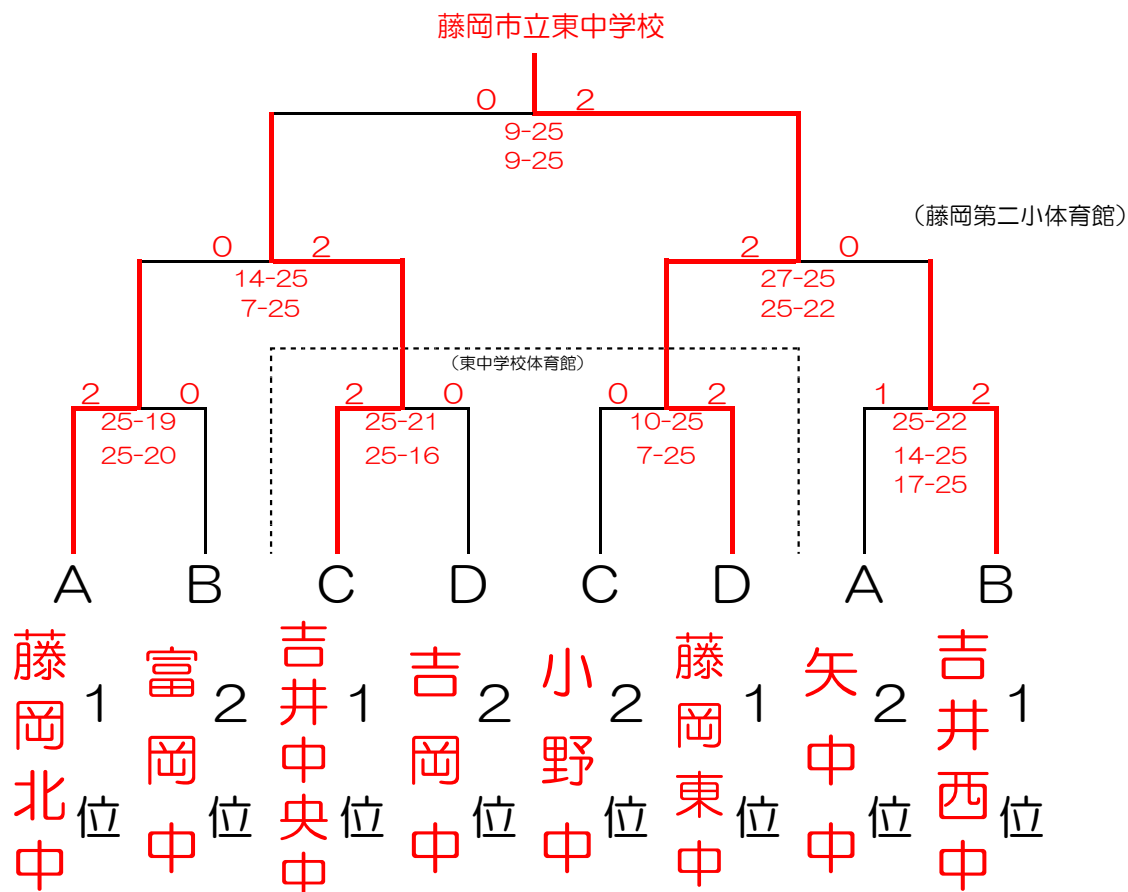 藤岡市立東中学校
0 2
9-25
9-25
（藤岡第二小体育館）
0 2 2 0
14-25 27-25
7-25 25-22
（東中学校体育館）
2 0 2 0 0 2 1 2
25-19 25-21 10-25 25-22
25-20 25-16 7-25 14-25
17-25
A B C D C D A B
藤岡北中 1位
富岡中 2位
吉井中央中 1位
吉岡中 2位
小野中 2位
藤岡東中 1位
矢中中 2位
吉井西中 1位